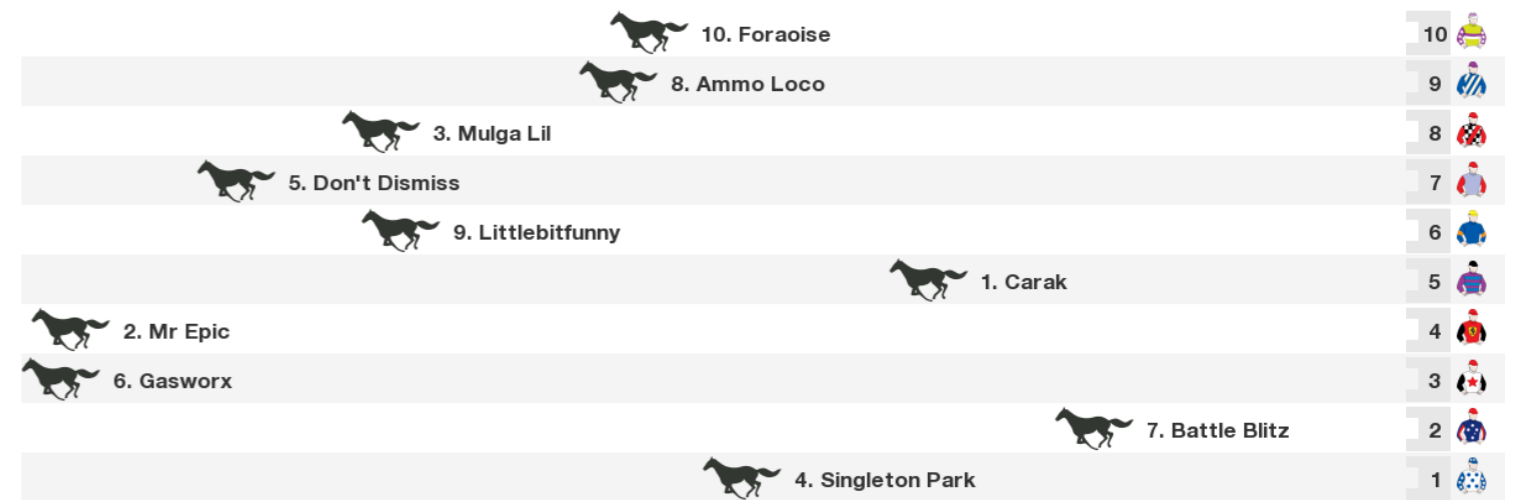 10. Foraoise 10
8. Ammo Loco 9
3. Mulga Lil 8
5. Don't Dismiss 7
9. Littlebitfunny 6
1. Carak 5
2. Mr Epic 4
6. Gasworx 3
7. Battle Blitz 2
4. Singleton Park 1